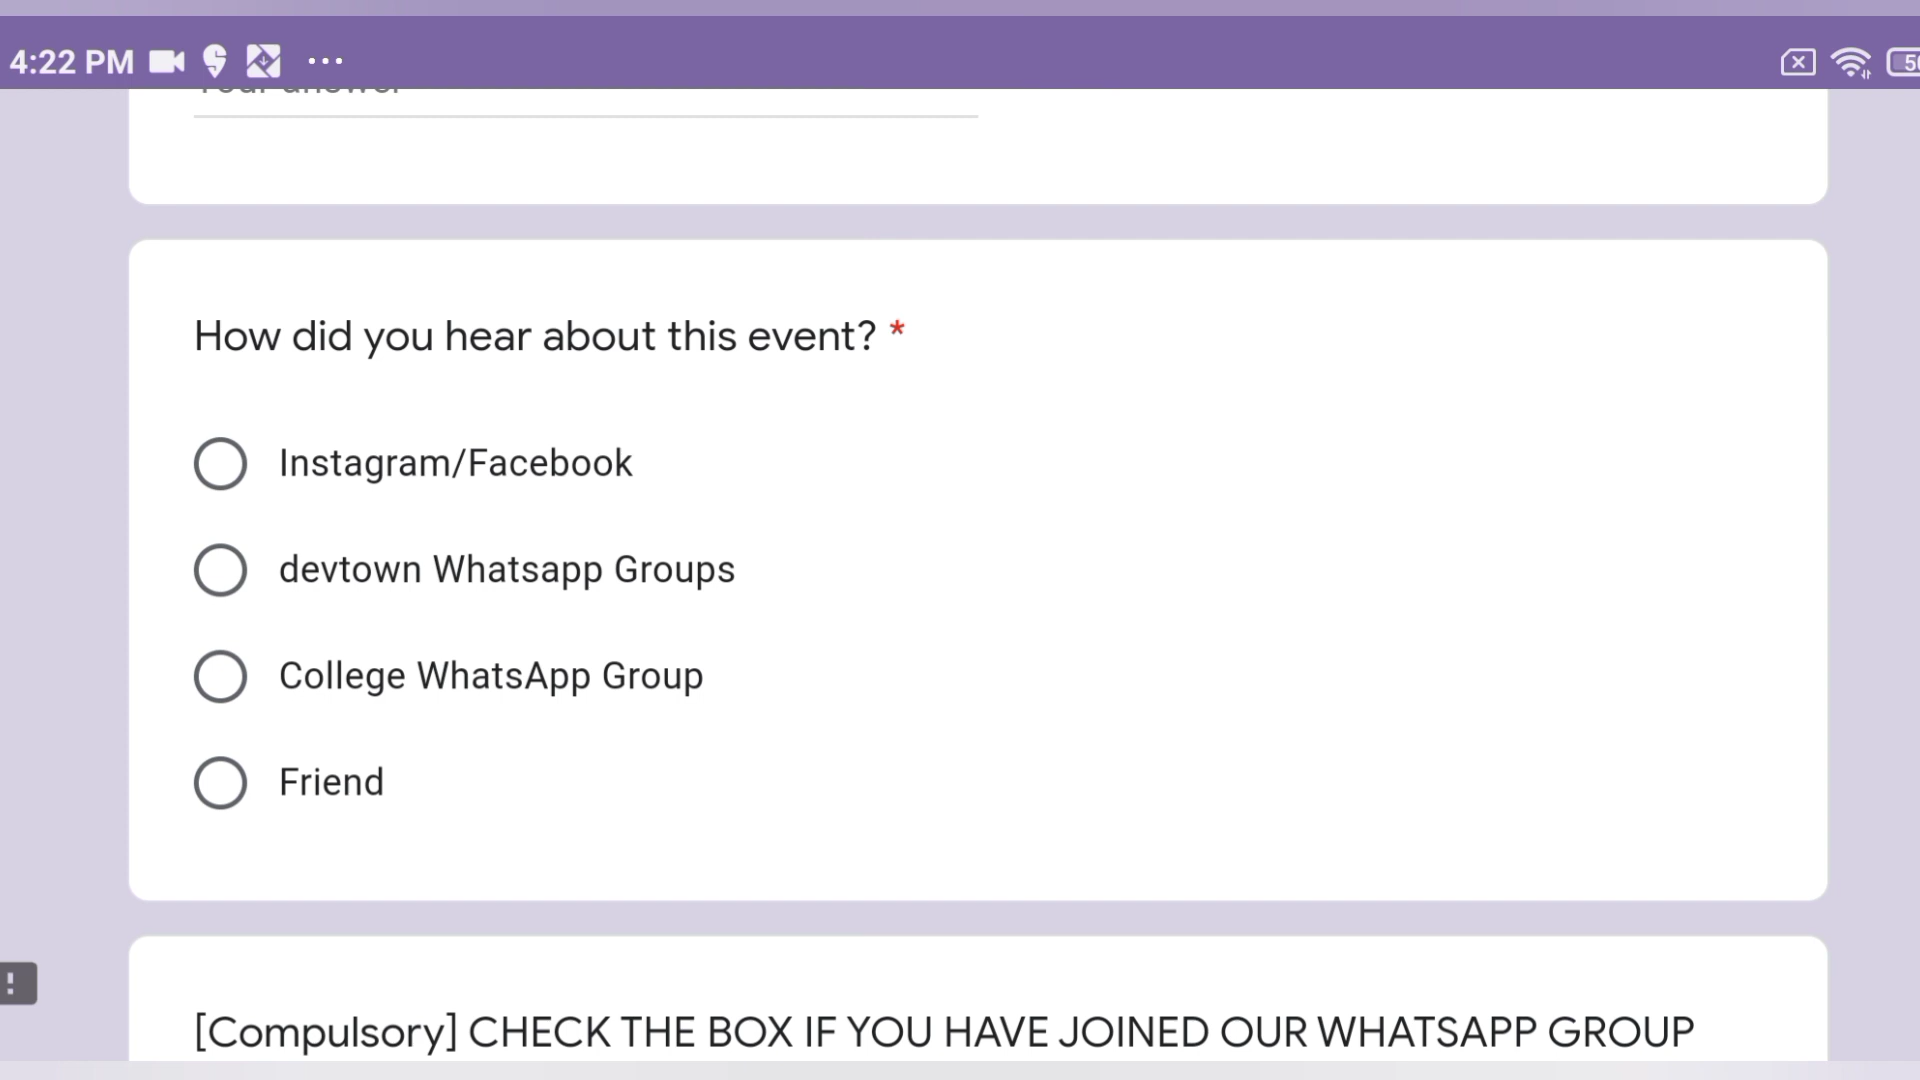 4:22 PM
How did you hear about this event? *
Instagram/Facebook
devtown Whatsapp Groups
College WhatsApp Group
Friend
[Compulsory] CHECK THE BOX IF YOU HAVE JOINED OUR WHATSAPP GROUP